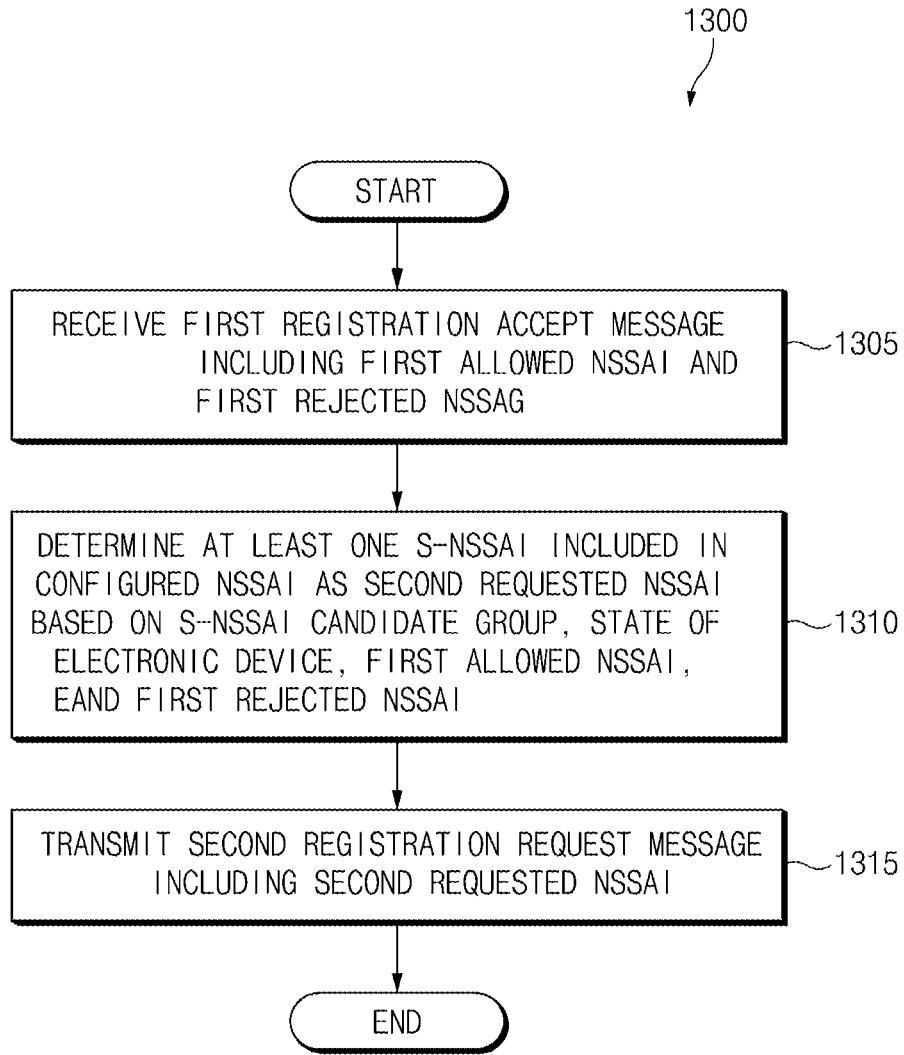 1300
START
RECEIVE FIRST REGISTRATION ACCEPT MESSAGE
INCLUDING FIRST ALLOWED NSSAI AND
FIRST REJECTED NSSAG
1305
DETERMINE AT LEAST ONE S-NSSAI INCLUDED IN
CONFIGURED NSSAI AS SECOND REQUESTED NSSAI
BASED ON S-NSSAI CANDIDATE GROUP, STATE OF
ELECTRONIC DEVICE, FIRST ALLOWED NSSAI,
EAND FIRST REJECTED NSSAI
1310
TRANSMIT SECOND REGISTRATION REQUEST MESSAGE
INCLUDING SECOND REQUESTED NSSAI
1315
END